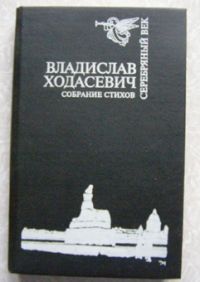 ВЛАДИСЛАВ
ХОДАСЕВИЧ
СОБРАНИЕ СТИХОВ
СЕРЕБРЯНЫЙ ВЕК